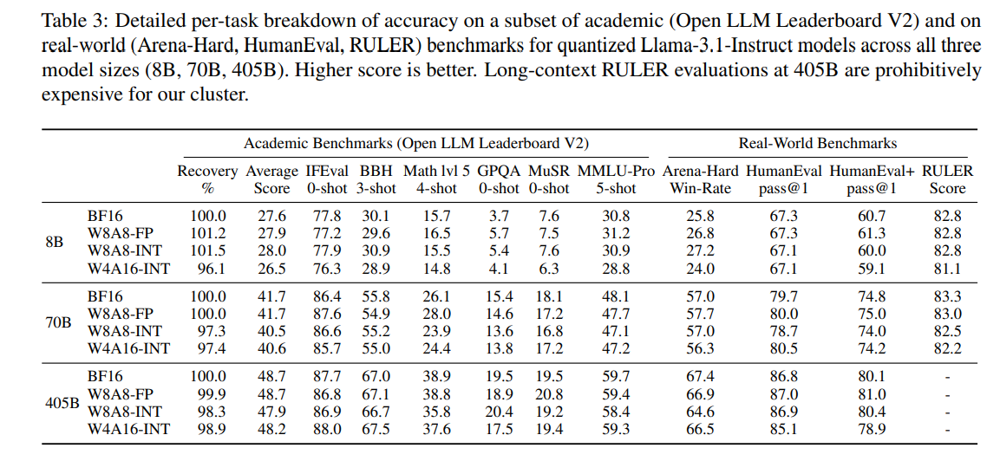 Table 3: Detailed per-task breakdown of accuracy on a subset of academic (Open LLM Leaderboard V2) and on
real-world (Arena-Hard, HumanEval, RULER) benchmarks for quantized Llama-3.1-Instruct models across all three
model sizes (8B, 70B, 405B). Higher score is better. Long-context RULER evaluations at 405B are prohibitively
expensive for our cluster.
Academic Benchmarks (Open LLM Leaderboard V2) Real-World Benchmarks
Recovery Average IFEval BBH Math lvl 5 GPQA MuSR MMLU-Pro Arena-Hard HumanEval HumanEval+ RULER
% Score 0-shot 3-shot 4-shot 0-shot 0-shot 5-shot Win-Rate pass@1 pass@1 Score
BF16 100.0 27.6 77.8 30.1 15.7 3.7 7.6 30.8 25.8 67.3 60.7 82.8
W8A8-FP 101.2 27.9 77.2 29.6 16.5 5.7 7.5 31.2 26.8 67.3 61.3 82.8
8B
W8A8-INT 101.5 28.0 77.9 30.9 15.5 5.4 7.6 30.9 27.2 67.1 60.0 82.8
W4A16-INT 96.1 26.5 76.3 28.9 14.8 4.1 6.3 28.8 24.0 67.1 59.1 81.1
BF16 100.0 41.7 86.4 55.8 26.1 15.4 18.1 48.1 57.0 79.7 74.8 83.3
W8A8-FP 100.0 41.7 87.6 54.9 28.0 14.6 17.2 47.7 57.7 80.0 75.0 83.0
70B
W8A8-INT 97.3 40.5 86.6 55.2 23.9 13.6 16.8 47.1 57.0 78.7 74.0 82.5
W4A16-INT 97.4 40.6 85.7 55.0 24.4 13.8 17.2 47.2 56.3 80.5 74.2 82.2
BF16 100.0 48.7 87.7 67.0 38.9 19.5 19.5 59.7 67.4 86.8 80.1 -
W8A8-FP 99.9 48.7 86.8 67.1 38.8 18.9 20.8 59.4 66.9 87.0 81.0 -
405B
W8A8-INT 98.3 47.9 86.9 66.7 35.8 20.4 19.2 58.4 64.6 86.9 80.4 -
W4A16-INT 98.9 48.2 88.0 67.5 37.6 17.5 19.4 59.3 66.5 85.1 78.9 -